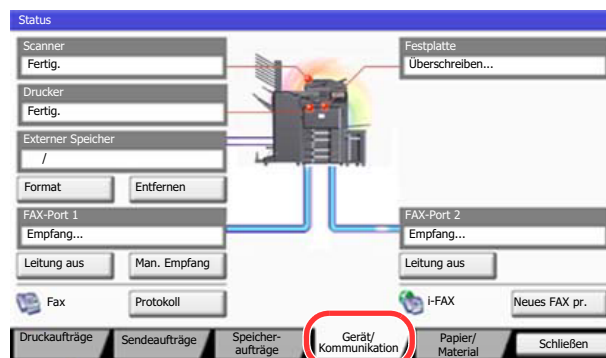 Status
Scanner
Fertig.
Festplatte
Überschreiben...
Drucker
Fertig.
Externer Speicher
/
Format
Entfernen
FAX-Port 1
Empfang...
FAX-Port 2
Empfang...
Leitung aus
Man. Empfang
Leitung aus
Fax
Protokoll
i-FAX
Neues FAX pr.
Druckaufträge
Sendeaufträge
Speicher-
aufträge
Gerät/
Kommunikation
Papier/
Material
Schließen